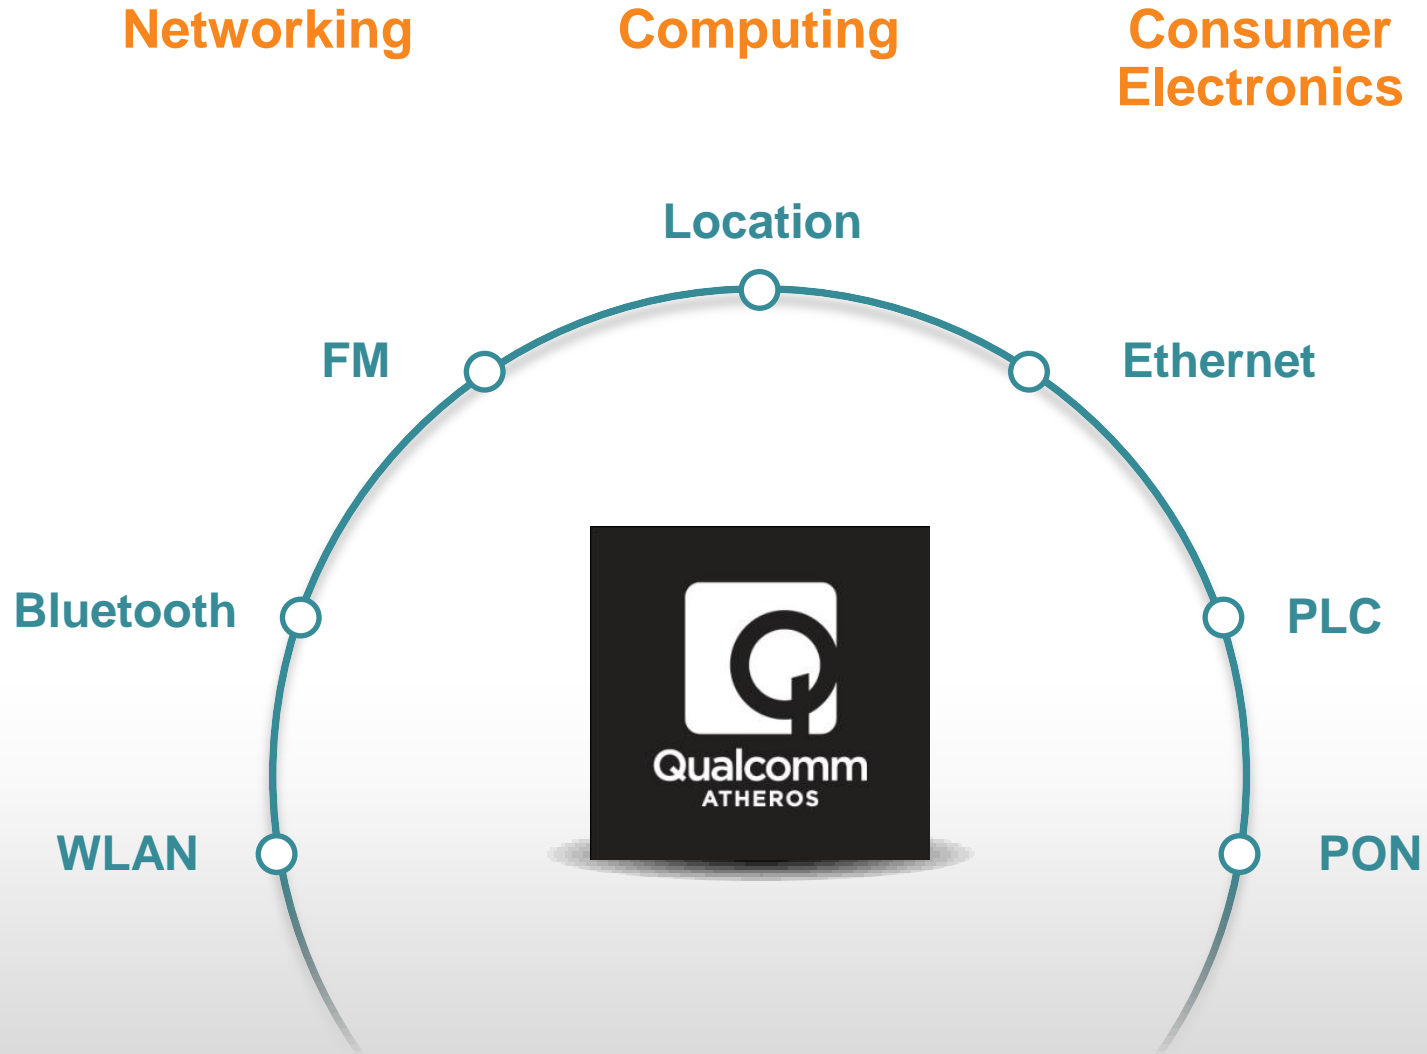 Networking
Computing
Consumer
Electronics
Location
FM
Ethernet
Bluetooth
PLC
Qualcomm
ATHEROS
WLAN
PON